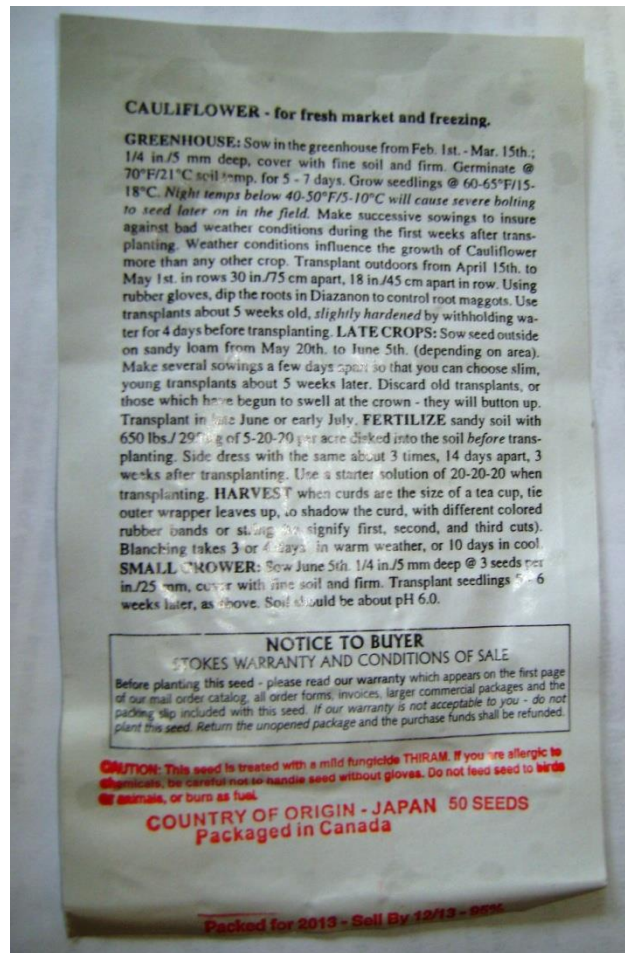 CAULIFLOWER - for fresh market and freezing.
GREENHOUSE: Sow in the greenhouse from Feb. 1st. - Mar. 15th.;
1/4 in./5 mm deep, cover with fine soil and firm. Germinate @
70°F/21°C soil temp. for 5 - 7 days. Grow seedlings @ 60-65°F/15-
18°C. Night temps below 40-50°F/5-10°C will cause severe bolting
to seed later on in the field. Make successive sowings to insure
against bad weather conditions during the first weeks after trans-
planting. Weather conditions influence the growth of Cauliflower
more than any other crop. Transplant outdoors from April 15th. to
May 1st. in rows 30 in./75 cm apart, 18 in./45 cm apart in row. Using
rubber gloves, dip the roots in Diazanon to control root maggots. Use
transplants about 5 weeks old, slightly hardened by withholding wa-
ter for 4 days before transplanting. LATE CROPS: Sow seed outside
on sandy loam from May 20th. to June 5th. (depending on area).
Make several sowings a few days apart so that you can choose slim,
young transplants about 5 weeks later. Discard old transplants, or
those which have begun to swell at the crown - they will button up.
Transplant in late June or early July. FERTILIZE sandy soil with
650 lbs./ of 5-20-20 per acre disked into the soil before trans-
planting. Side dress with the same about 3 times, 14 days apart, 3
weeks after transplanting. Use a starter solution of 20-20-20 when
transplanting. HARVEST when curds are the size of a tea cup, tie
outer wrapper leaves up, to shadow the curd, with different colored
rubber bands or string signify first, second, and third cuts).
Blanching takes 3 or 4 days in warm weather, or 10 days in cool.
SMALL GROWER: Sow June 5th. 1/4 in./5 mm deep @ 3 seeds per
in./25 mm, cover with fine soil and firm. Transplant seedlings 5 - 6
weeks later, as above. Soil should be about pH 6.0.
NOTICE TO BUYER
STOKES WARRANTY AND CONDITIONS OF SALE
Before planting this seed - please read our warranty which appears on the first page
of our mail order catalog, all order forms, invoices, larger commercial packages and the
packing slip included with this seed. If our warranty is not acceptable to you - do not
plant this seed. Return the unopened package and the purchase funds shall be refunded.
CAUTION: This seed is treated with a mild fungicide THIRAM. If you are allergic to
chemicals, be careful not to handle seed without gloves. Do not feed seed to birds
or animals, or burn as fuel.
COUNTRY OF ORIGIN - JAPAN 50 SEEDS
Packaged in Canada
Packed for 2013 - Sell By 12/13 - 95%